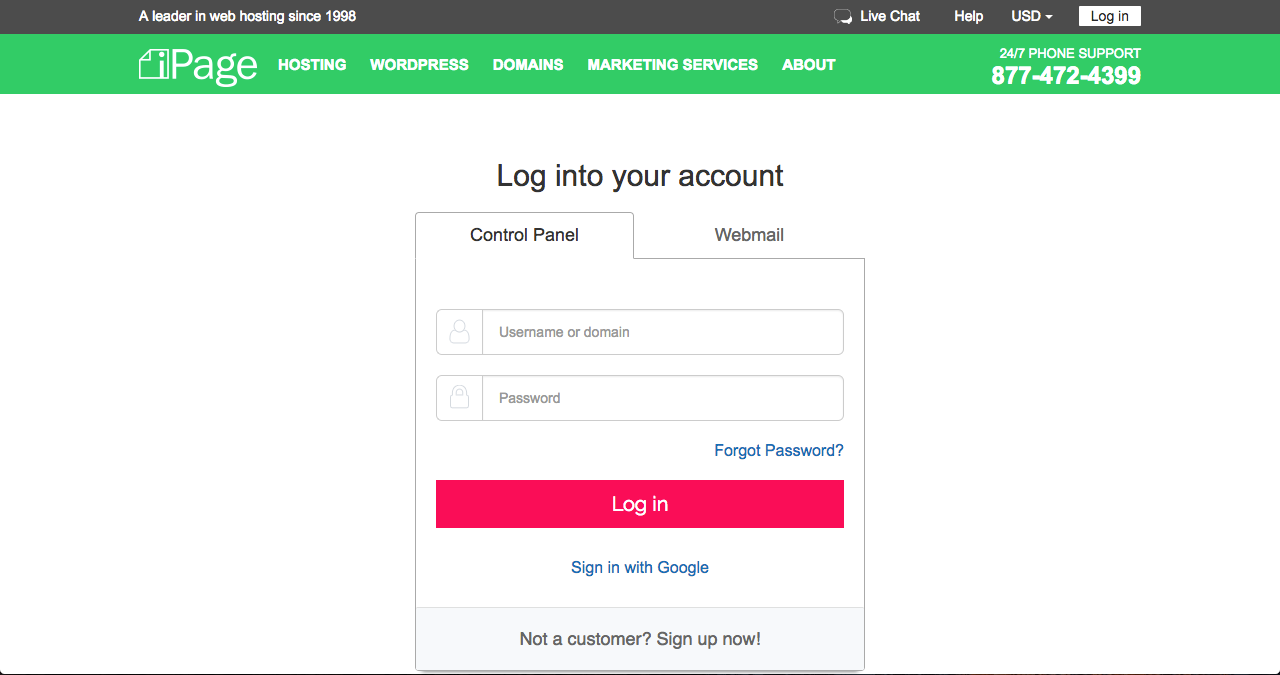 A leader in web hosting since 1998
Live Chat Help USD Log in
iPage HOSTING WORDPRESS DOMAINS MARKETING SERVICES ABOUT
24/7 PHONE SUPPORT
877-472-4399
Log into your account
Control Panel Webmail
Username or domain
Password
Forgot Password?
Log in
Sign in with Google
Not a customer? Sign up now!